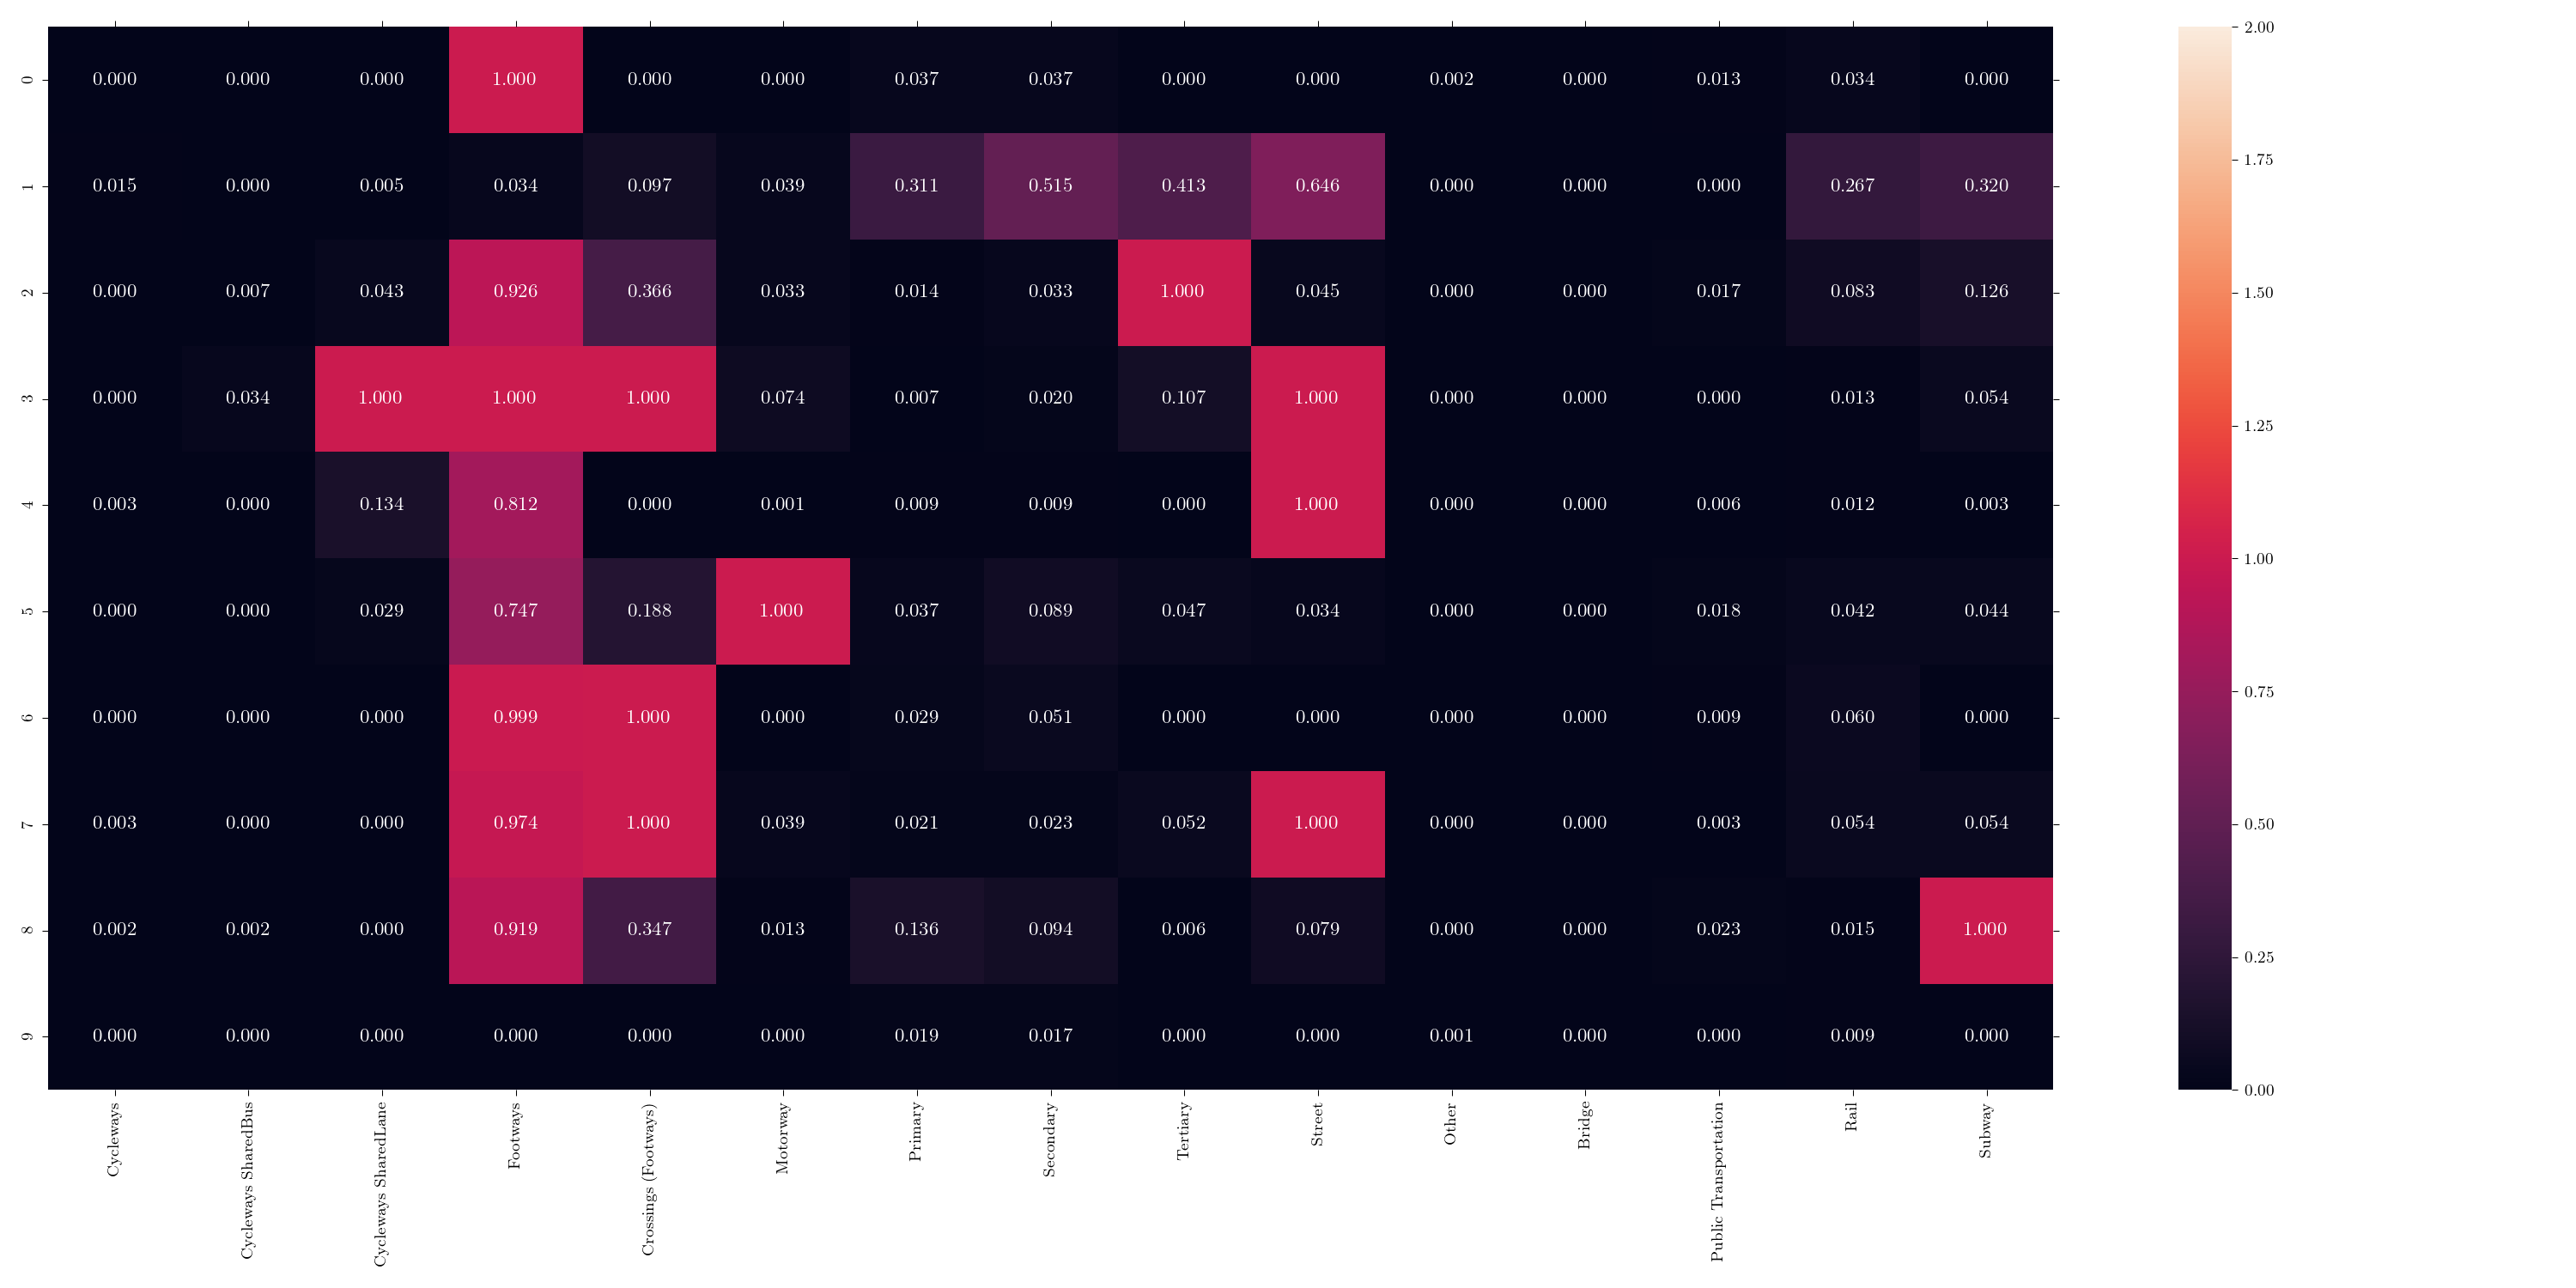 0 0.000 0.000 0.000 1.000 0.000 0.000 0.037 0.037 0.000 0.000 0.002 0.000 0.013 0.034 0.000
1 0.015 0.000 0.005 0.034 0.097 0.039 0.311 0.515 0.413 0.646 0.000 0.000 0.000 0.267 0.320
2 0.000 0.007 0.043 0.926 0.366 0.033 0.014 0.033 1.000 0.045 0.000 0.000 0.017 0.083 0.126
3 0.000 0.034 1.000 1.000 1.000 0.074 0.007 0.020 0.107 1.000 0.000 0.000 0.000 0.013 0.054
4 0.003 0.000 0.134 0.812 0.000 0.001 0.009 0.009 0.000 1.000 0.000 0.000 0.006 0.012 0.003
5 0.000 0.000 0.029 0.747 0.188 1.000 0.037 0.089 0.047 0.034 0.000 0.000 0.018 0.042 0.044
6 0.000 0.000 0.000 0.999 1.000 0.000 0.029 0.051 0.000 0.000 0.000 0.000 0.009 0.060 0.000
7 0.003 0.000 0.000 0.974 1.000 0.039 0.021 0.023 0.052 1.000 0.000 0.000 0.003 0.054 0.054
8 0.002 0.002 0.000 0.919 0.347 0.013 0.136 0.094 0.006 0.079 0.000 0.000 0.023 0.015 1.000
9 0.000 0.000 0.000 0.000 0.000 0.000 0.019 0.017 0.000 0.000 0.001 0.000 0.000 0.009 0.000
Cycleways
Cycleways SharedBus
Cycleways SharedLane
Footways
Crossings (Footways)
Motorway
Primary
Secondary
Tertiary
Street
Other
Bridge
Public Transportation
Rail
Subway
2.00
1.75
1.50
1.25
1.00
0.75
0.50
0.25
0.00